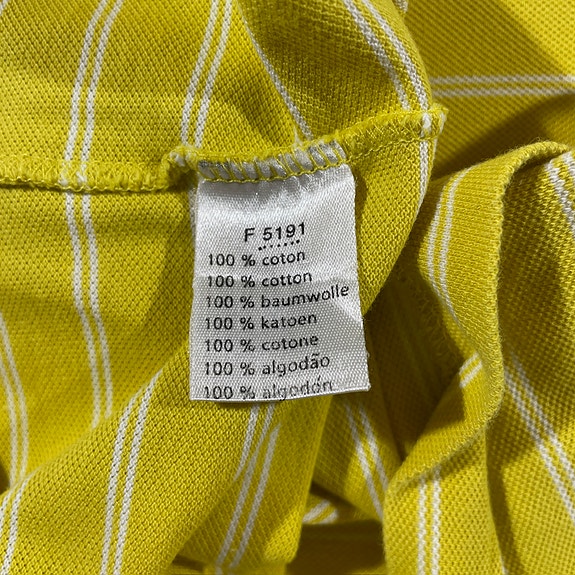 F 5191
100 % coton
100 % cotton
100 % baumwolle
100 % katoen
100 % cotone
100 % algodão
100 % algodón